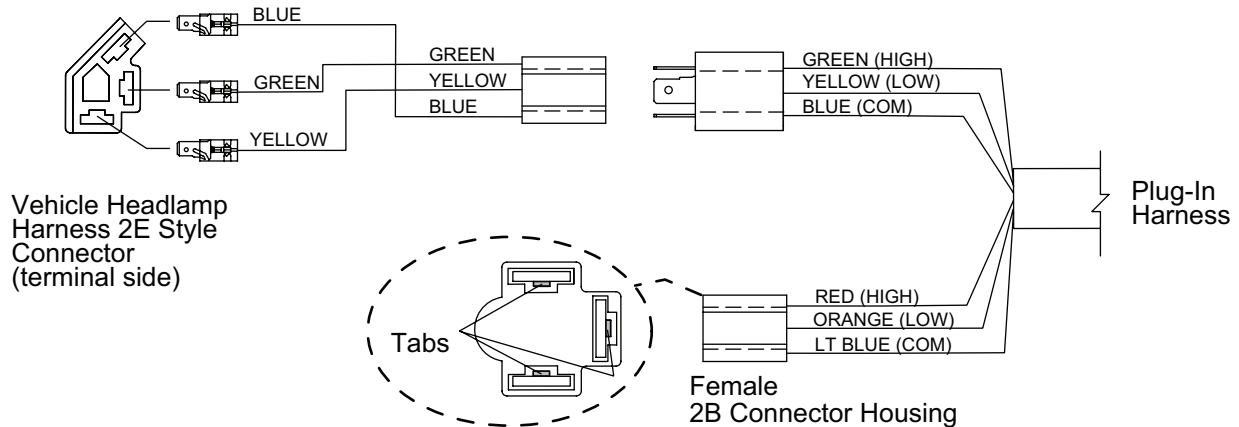 BLUE
GREEN
YELLOW
GREEN
YELLOW
BLUE
GREEN (HIGH)
YELLOW (LOW)
BLUE (COM)
Vehicle Headlamp
Harness 2E Style
Connector
(terminal side)
Plug-In
Harness
Tabs
RED (HIGH)
ORANGE (LOW)
LT BLUE (COM)
Female
2B Connector Housing